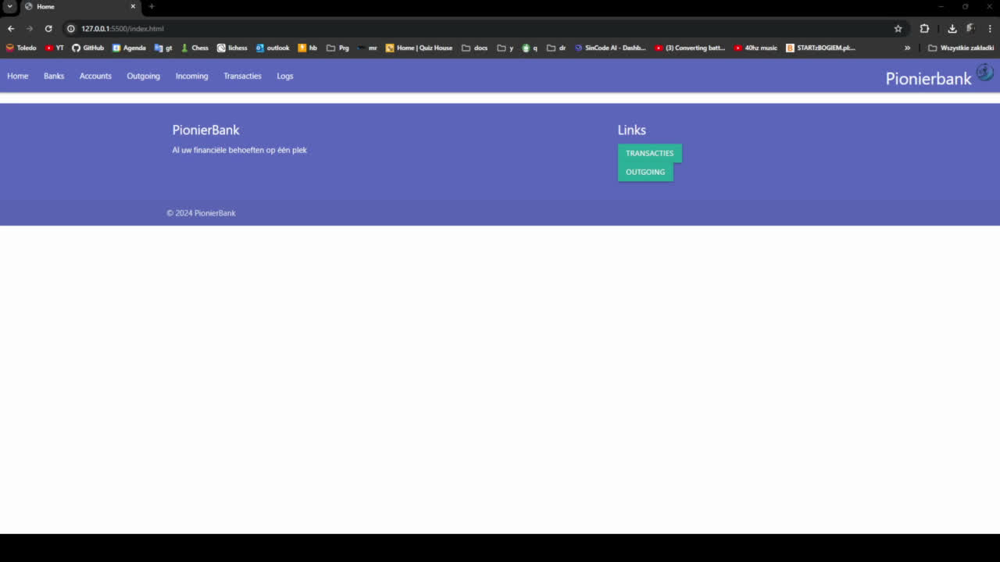 Home
127.0.0.1:5500/index.html
Toledo YT GitHub Agenda gt Chess lichess outlook hb Prg mr Home | Quiz House docs y q dr SinCode AI - Dashb... (3) Converting batt... 40hz music STARTzBOGIEM.pl:... » Wszystkie zakładki
Home Banks Accounts Outgoing Incoming Transacties Logs Pionierbank
PionierBank
Al uw financiële behoeften op één plek
Links
TRANSACTIES
OUTGOING
© 2024 PionierBank